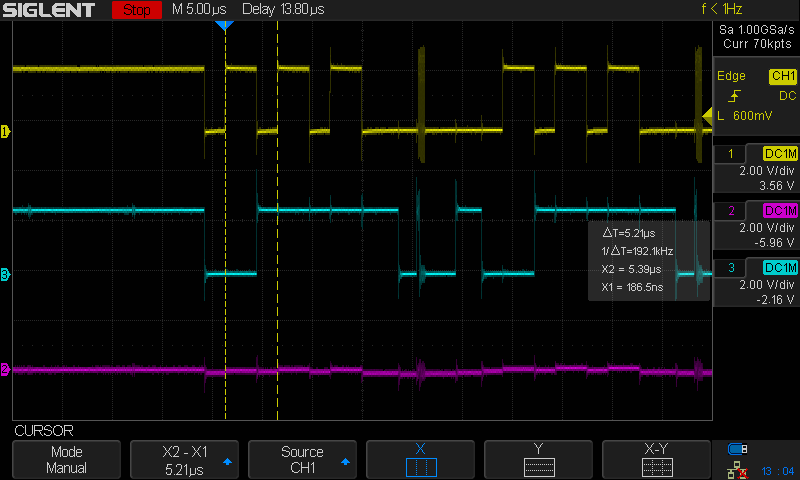 SIGLENT Stop M 5.00µs Delay 13.80µs f < 1Hz
Sa 1.00GSa/s
Curr 70kpts
Edge CH1
DC
L 600mV
1 DC1M
2.00 V/div
3.56 V
2 DC1M
2.00 V/div
-5.96 V
3 DC1M
2.00 V/div
-2.16 V
1
3
2
ΔT=5.21µs
1/ΔT=192.1kHz
X2 = 5.39µs
X1 = 186.5ns
CURSOR
Mode
Manual
X2 - X1
5.21µs
Source
CH1
X
Y
X-Y
13 : 04